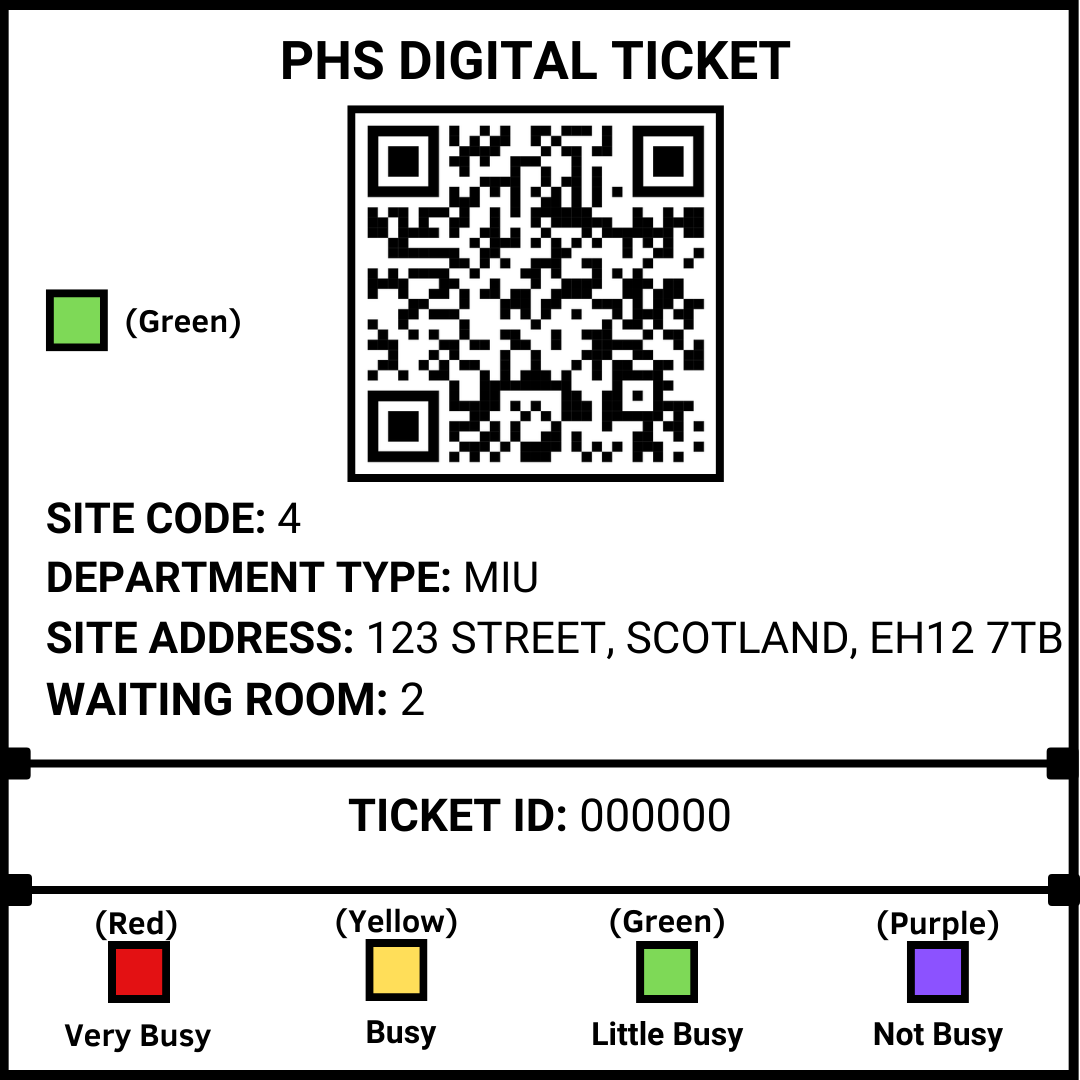 PHS DIGITAL TICKET
(Green)
SITE CODE: 4
DEPARTMENT TYPE: MIU
SITE ADDRESS: 123 STREET, SCOTLAND, EH12 7TB
WAITING ROOM: 2
TICKET ID: 000000
(Red) (Yellow) (Green) (Purple)
Very Busy Busy Little Busy Not Busy